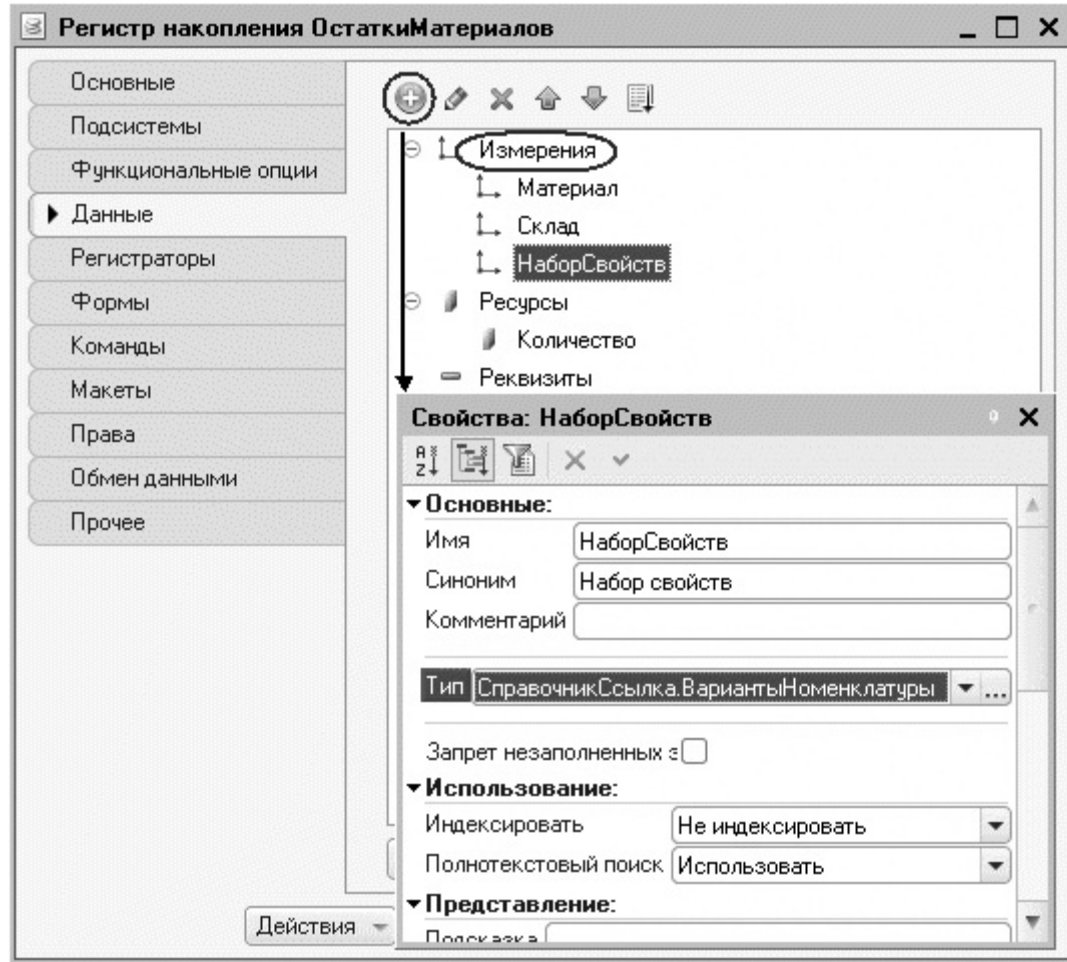 Регистр накопления ОстаткиМатериалов
Основные
Подсистемы
Функциональные опции
Данные
Регистраторы
Формы
Команды
Макеты
Права
Обмен данными
Прочее
Измерения
Материал
Склад
НаборСвойств
Ресурсы
Количество
Реквизиты
Свойства: НаборСвойств
Основные:
Имя НаборСвойств
Синоним Набор свойств
Комментарий
Тип СправочникСсылка.ВариантыНоменклатуры ...
Запрет незаполненных з
Использование:
Индексировать Не индексировать
Полнотекстовый поиск Использовать
Представление:
Подсказка
Действия